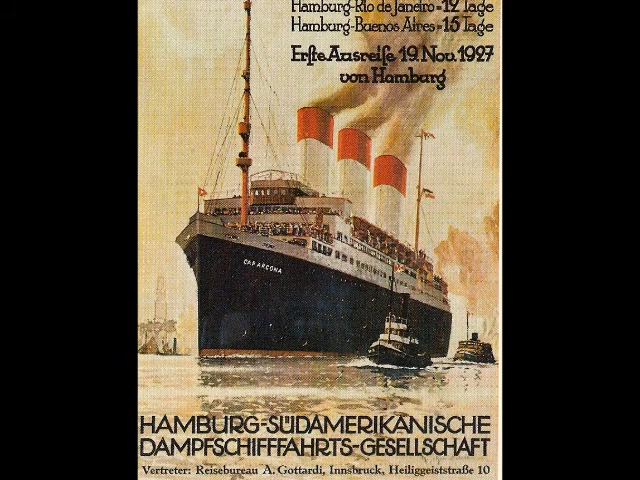 Hamburg-Rio de Janeiro = 12 Tage
Hamburg-Buenos Aires = 15 Tage
Erste Ausreise 19. Nov. 1927
von Hamburg
CAP ARCONA
HAMBURG-SÜDAMERIKANISCHE
DAMPFSCHIFFFAHRTS-GESELLSCHAFT
Vertreter: Reisebureau A. Gottardi, Innsbruck, Heiliggeiststraße 10